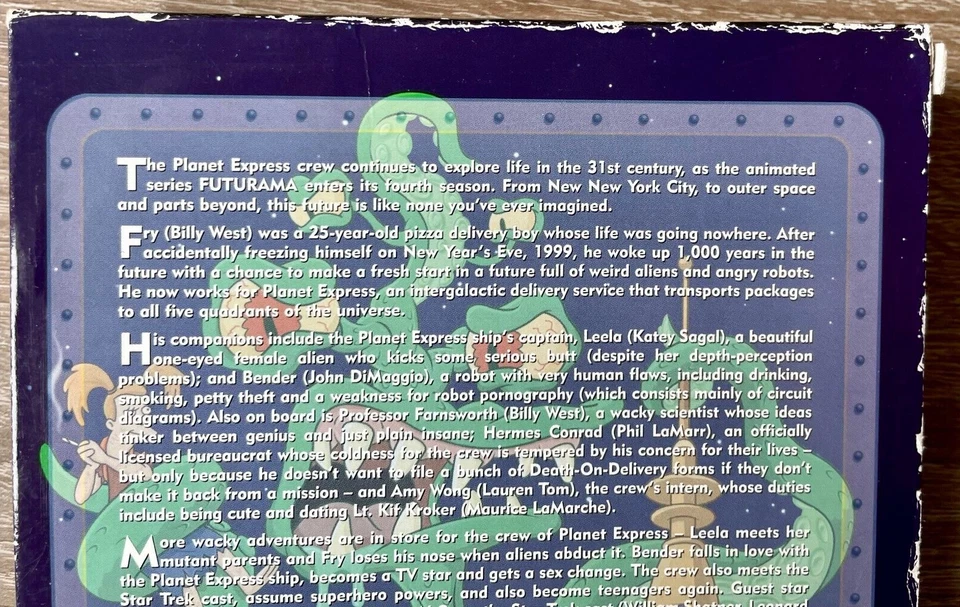 The Planet Express crew continues to explore life in the 31st century, as the animated
series FUTURAMA enters its fourth season. From New New York City, to outer space
and parts beyond, this future is like none you've ever imagined.
Fry (Billy West) was a 25-year-old pizza delivery boy whose life was going nowhere. After
accidentally freezing himself on New Year's Eve, 1999, he woke up 1,000 years in the
future with a chance to make a fresh start in a future full of weird aliens and angry robots.
He now works for Planet Express, an intergalactic delivery service that transports packages
to all five quadrants of the universe.
His companions include the Planet Express ship's captain, Leela (Katey Sagal), a beautiful
one-eyed female alien who kicks some serious butt (despite her depth-perception
problems); and Bender (John DiMaggio), a robot with very human flaws, including drinking,
smoking, petty theft and a weakness for robot pornography (which consists mainly of circuit
diagrams). Also on board is Professor Farnsworth (Billy West), a wacky scientist whose ideas
tinker between genius and just plain insane; Hermes Conrad (Phil LaMarr), an officially
licensed bureaucrat whose coldness for the crew is tempered by his concern for their lives –
but only because he doesn't want to file a bunch of Death-On-Delivery forms if they don't
make it back from a mission – and Amy Wong (Lauren Tom), the crew's intern, whose duties
include being cute and dating Lt. Kif Kroker (Maurice LaMarche).
More wacky adventures are in store for the crew of Planet Express – Leela meets her
mutant parents and Fry loses his nose when aliens abduct it. Bender falls in love with
the Planet Express ship, becomes a TV star and gets a sex change. The crew also meets the
Star Trek cast, assume superhero powers, and also become teenagers again. Guest star
the Star Trek cast (William Shatner, Leonard